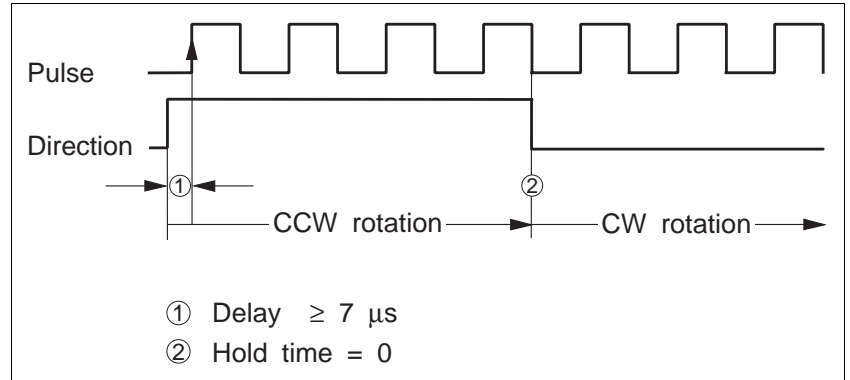 Pulse
Direction
① ②
CCW rotation CW rotation
① Delay ≥ 7 μs
② Hold time = 0